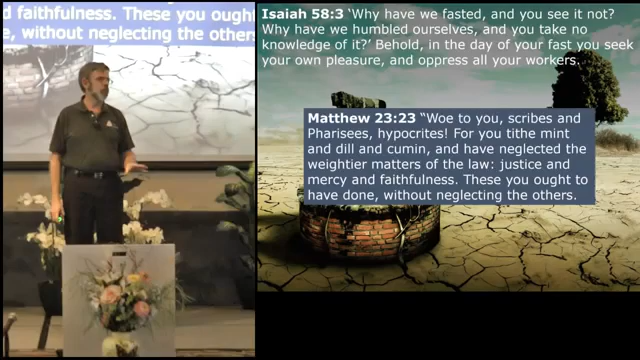 d faithfulness. These you ought
e, without neglecting the others.
Isaiah 58:3 ‘Why have we fasted, and you see it not?
Why have we humbled ourselves, and you take no
knowledge of it?’ Behold, in the day of your fast you seek
your own pleasure, and oppress all your workers.
Matthew 23:23 “Woe to you, scribes and
Pharisees, hypocrites! For you tithe mint
and dill and cumin, and have neglected the
weightier matters of the law: justice and
mercy and faithfulness. These you ought to
have done, without neglecting the others.